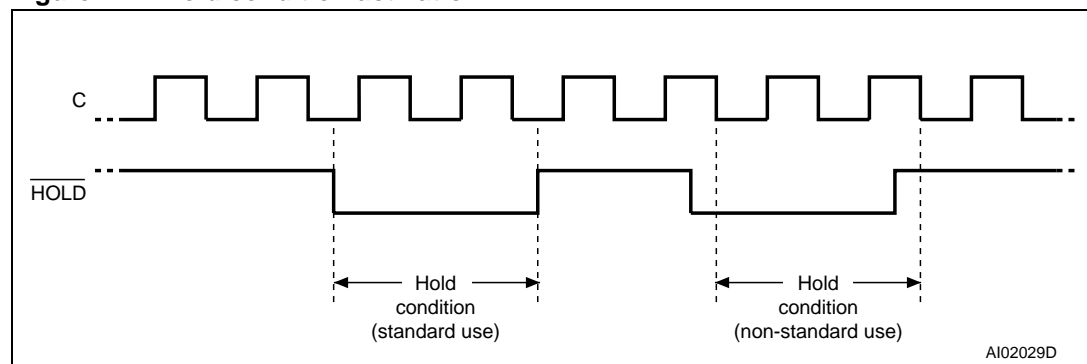 C
HOLD
Hold
condition
(standard use)
Hold
condition
(non-standard use)
AI02029D